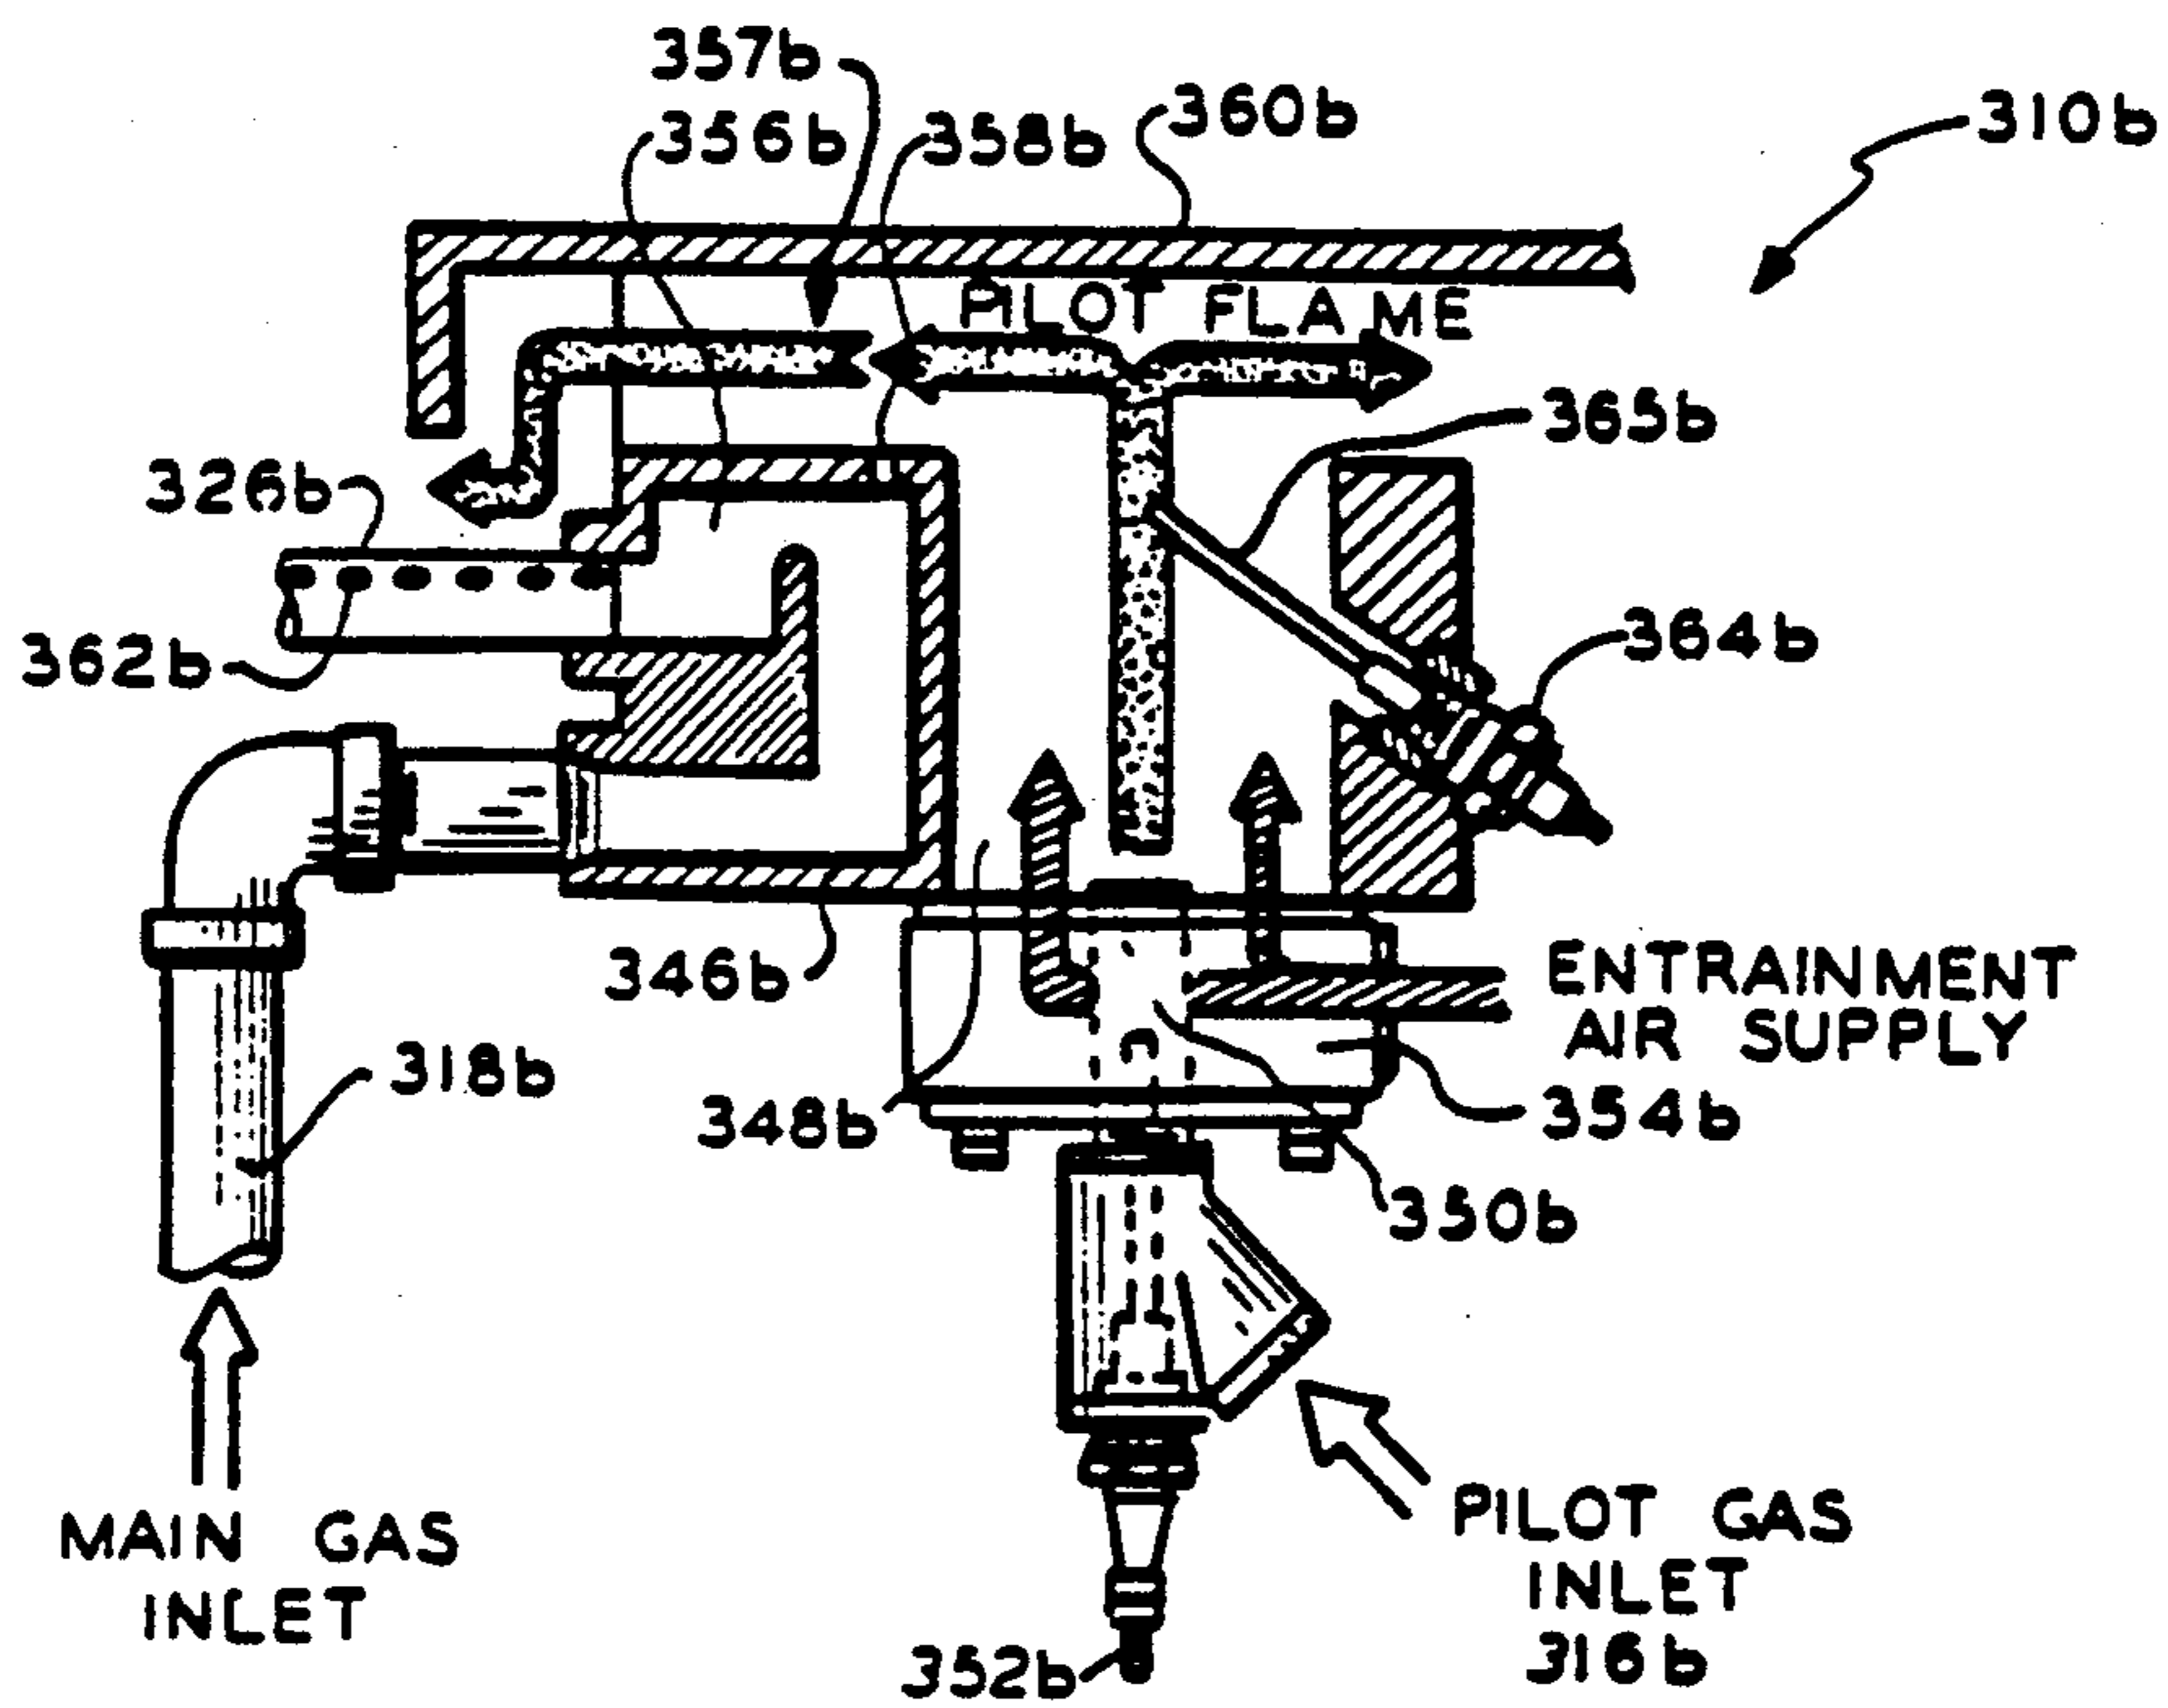 357b
356b
358b
360b
310b
PILOT FLAME
365b
326b
364b
362b
346b
ENTRAINMENT
AIR SUPPLY
318b
348b
354b
350b
MAIN GAS
INLET
PILOT GAS
INLET
316b
352b